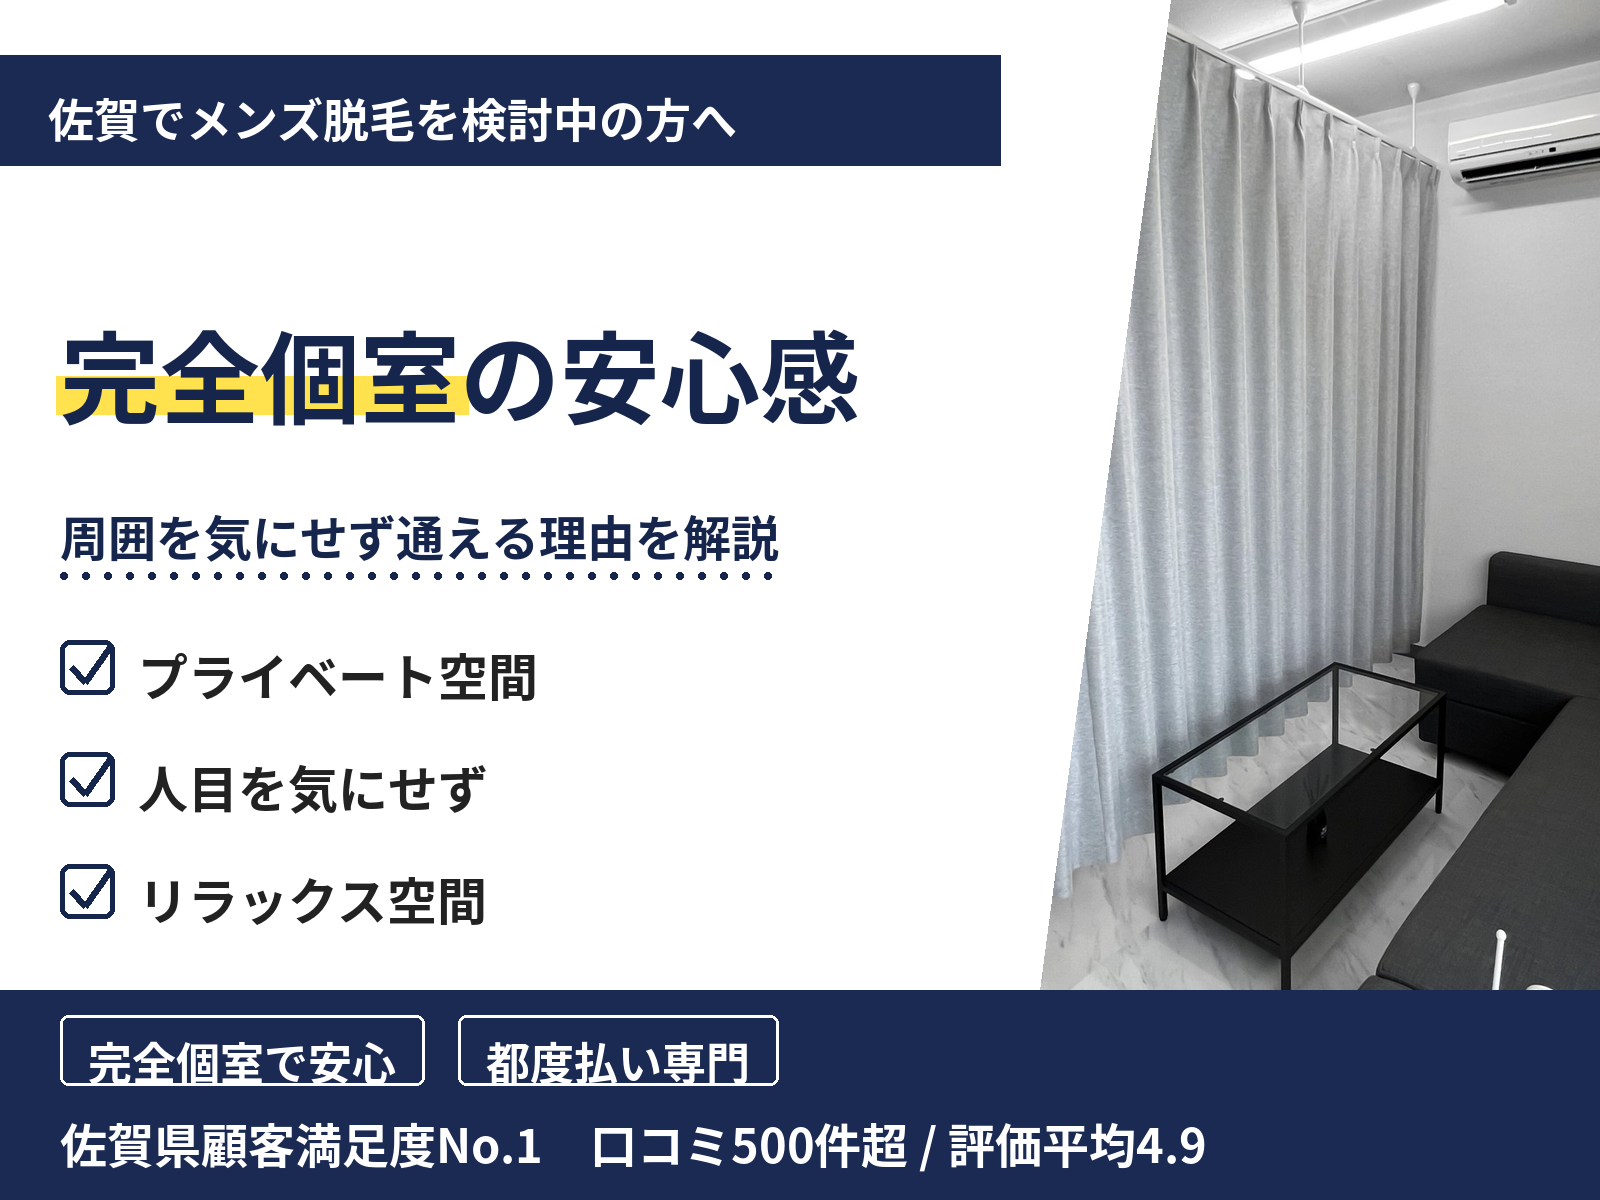 佐賀でメンズ脱毛を検討中の方へ
完全個室の安心感
周囲を気にせず通える理由を解説
プライベート空間
人目を気にせず
リラックス空間
完全個室で安心
都度払い専門
佐賀県顧客満足度No.1　口コミ500件超 / 評価平均4.9